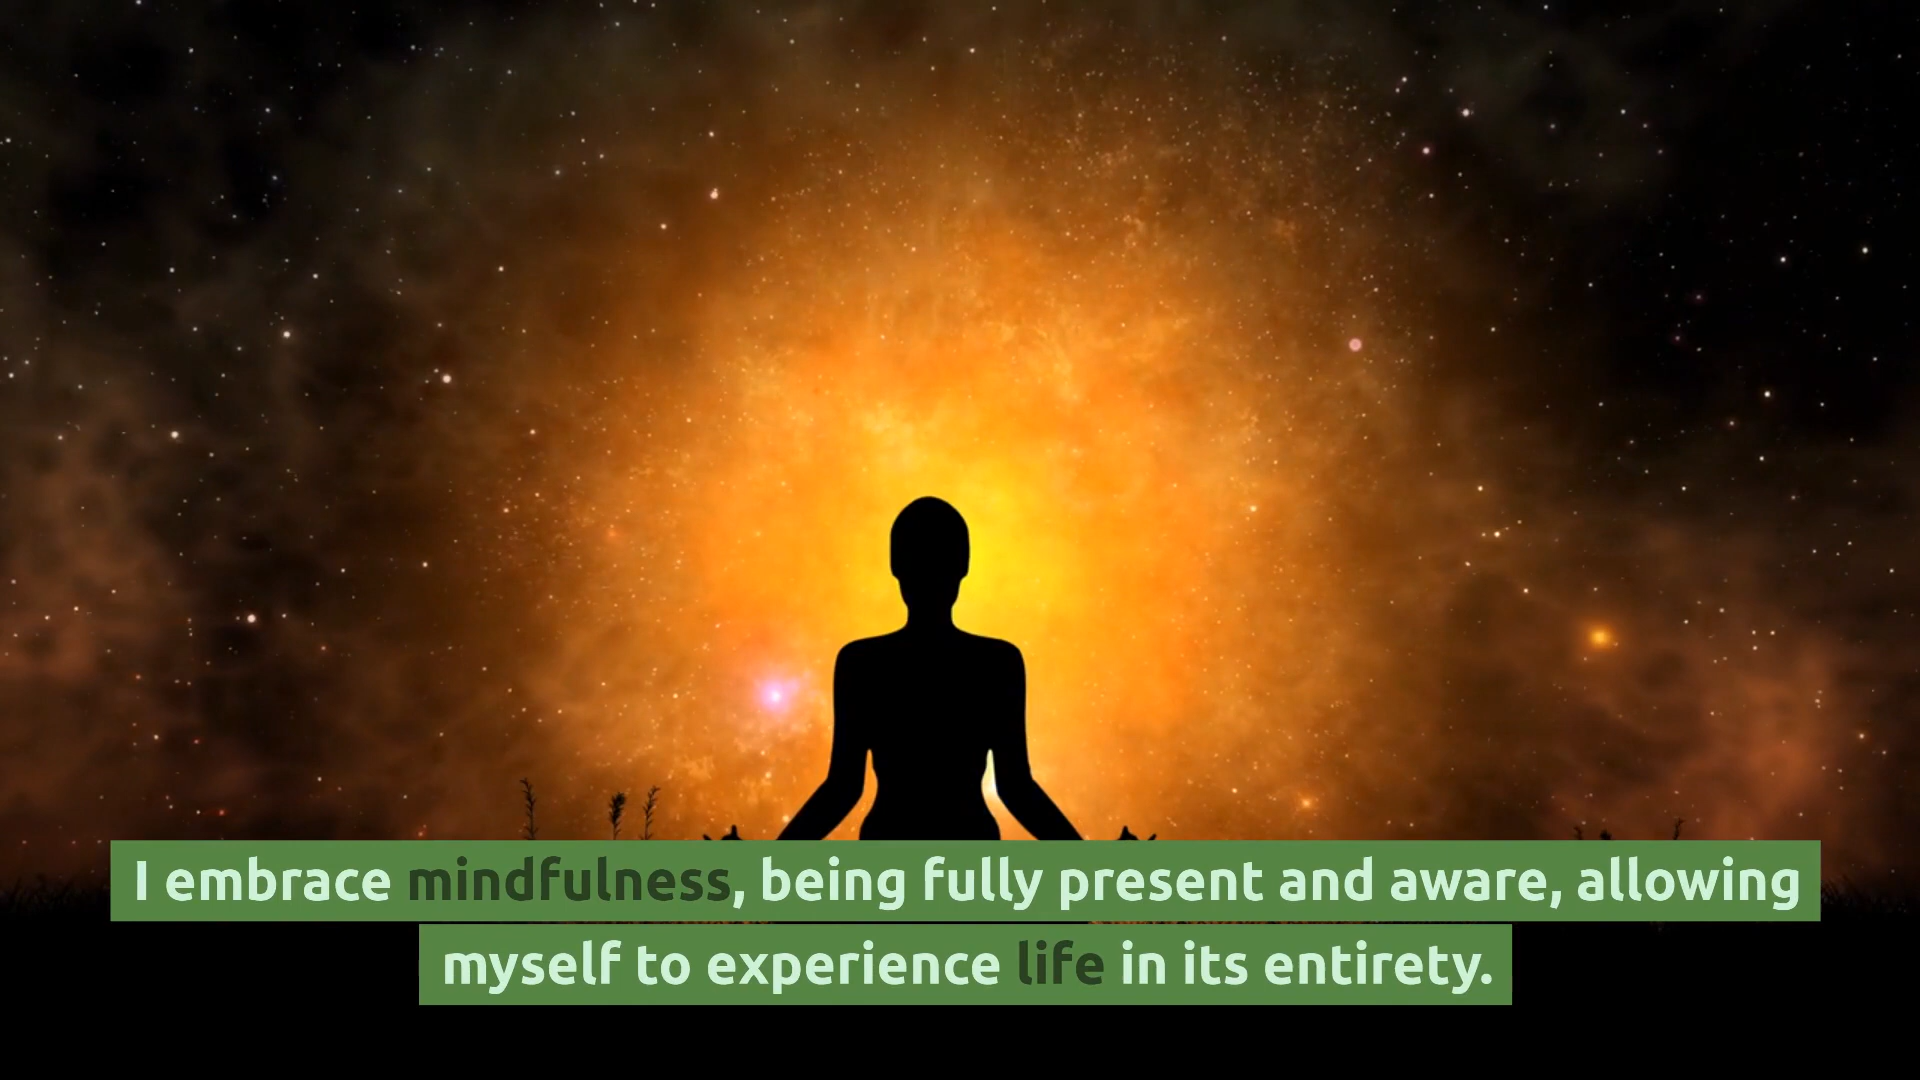 I embrace mindfulness, being fully present and aware, allowing
myself to experience life in its entirety.